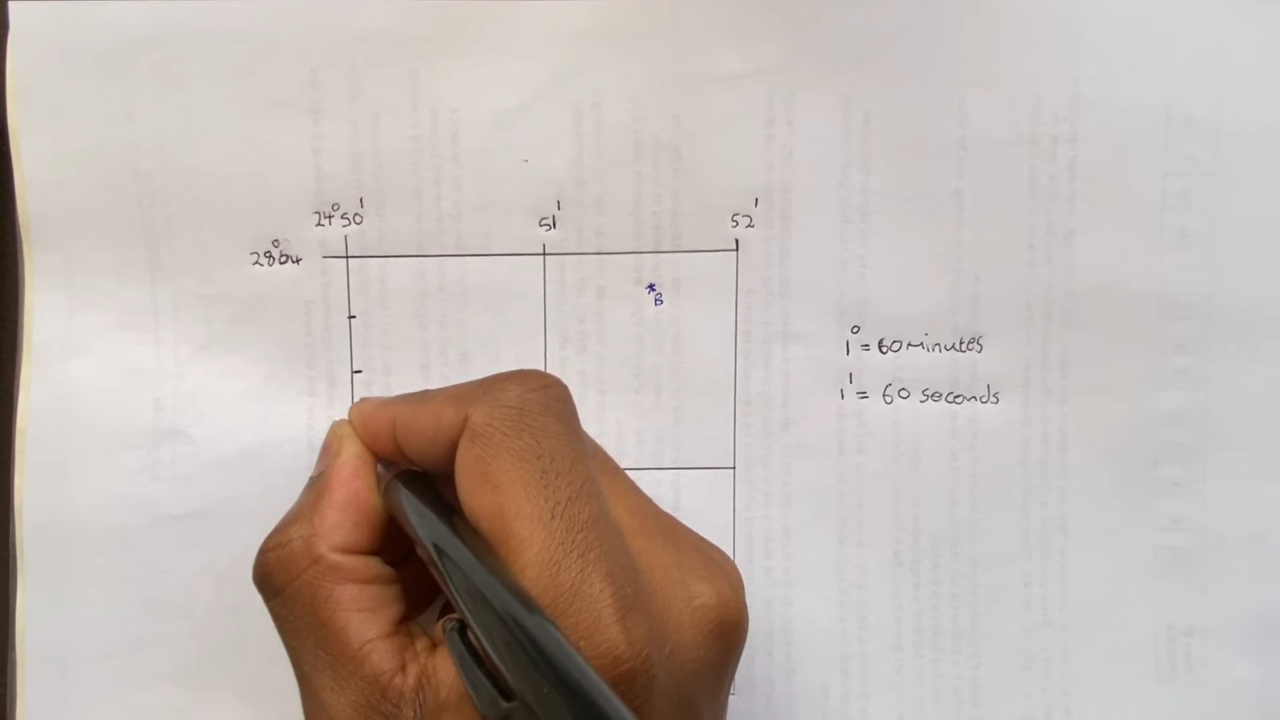 24°50' 51' 52'
28°04
*B
1° = 60 minutes
1' = 60 seconds